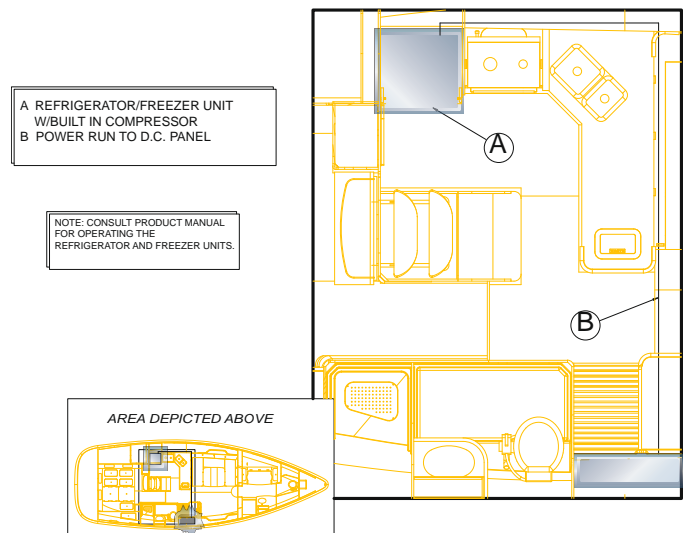 A REFRIGERATOR/FREEZER UNIT
W/BUILT IN COMPRESSOR
B POWER RUN TO D.C. PANEL
NOTE: CONSULT PRODUCT MANUAL
FOR OPERATING THE
REFRIGERATOR AND FREEZER UNITS.
A
B
AREA DEPICTED ABOVE